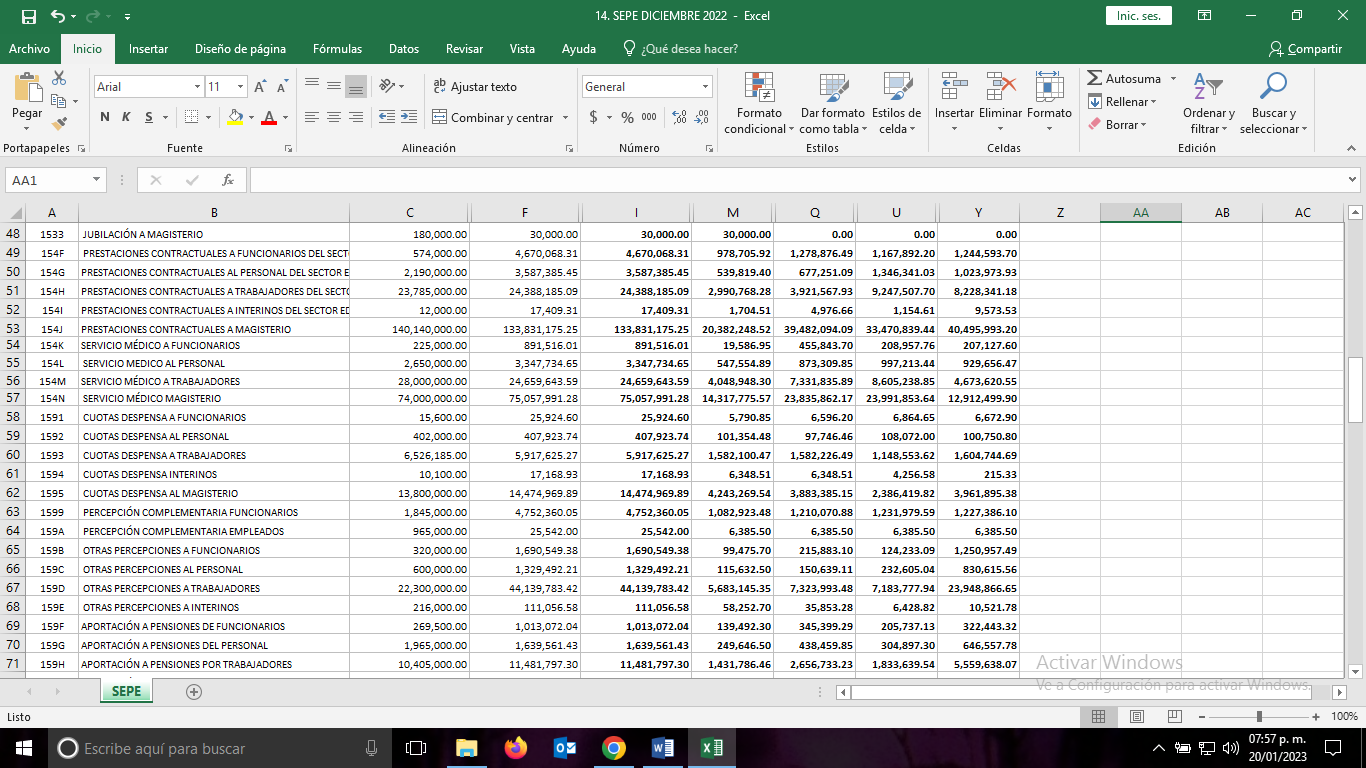 14. SEPE DICIEMBRE 2022 - Excel
Inic. ses.
Archivo Inicio Insertar Diseño de página Fórmulas Datos Revisar Vista Ayuda ¿Qué desea hacer? Compartir
Arial 11 Ajustar texto General Autosuma
Pegar Formato condicional Dar formato como tabla Estilos de celda Insertar Eliminar Formato Rellenar Ordenar y filtrar Buscar y seleccionar
N K S Combinar y centrar $ % 000 Borrar
Portapapeles Fuente Alineación Número Estilos Celdas Edición
AA1 fx
A B C F I M Q U Y Z AA AB AC
48 1533 JUBILACIÓN A MAGISTERIO 180,000.00 30,000.00 30,000.00 30,000.00 0.00 0.00 0.00
49 154F PRESTACIONES CONTRACTUALES A FUNCIONARIOS DEL SECT 574,000.00 4,670,068.31 4,670,068.31 978,705.92 1,278,876.49 1,167,892.20 1,244,593.70
50 154G PRESTACIONES CONTRACTUALES AL PERSONAL DEL SECTOR E 2,190,000.00 3,587,385.45 3,587,385.45 539,819.40 677,251.09 1,346,341.03 1,023,973.93
51 154H PRESTACIONES CONTRACTUALES A TRABAJADORES DEL SECT 23,785,000.00 24,388,185.09 24,388,185.09 2,990,768.28 3,921,567.93 9,247,507.70 8,228,341.18
52 154I PRESTACIONES CONTRACTUALES A INTERINOS DEL SECTOR ED 12,000.00 17,409.31 17,409.31 1,704.51 4,976.66 1,154.61 9,573.53
53 154J PRESTACIONES CONTRACTUALES A MAGISTERIO 140,140,000.00 133,831,175.25 133,831,175.25 20,382,248.52 39,482,094.09 33,470,839.44 40,495,993.20
54 154K SERVICIO MÉDICO A FUNCIONARIOS 225,000.00 891,516.01 891,516.01 19,586.95 455,843.70 208,957.76 207,127.60
55 154L SERVICIO MEDICO AL PERSONAL 2,650,000.00 3,347,734.65 3,347,734.65 547,554.89 873,309.85 997,213.44 929,656.47
56 154M SERVICIO MÉDICO A TRABAJADORES 28,000,000.00 24,659,643.59 24,659,643.59 4,048,948.30 7,331,835.89 8,605,238.85 4,673,620.55
57 154N SERVICIO MÉDICO MAGISTERIO 74,000,000.00 75,057,991.28 75,057,991.28 14,317,775.57 23,835,862.17 23,991,853.64 12,912,499.90
58 1591 CUOTAS DESPENSA A FUNCIONARIOS 15,600.00 25,924.60 25,924.60 5,790.85 6,596.20 6,864.65 6,672.90
59 1592 CUOTAS DESPENSA AL PERSONAL 402,000.00 407,923.74 407,923.74 101,354.48 97,746.46 108,072.00 100,750.80
60 1593 CUOTAS DESPENSA A TRABAJADORES 6,526,185.00 5,917,625.27 5,917,625.27 1,582,100.47 1,582,226.49 1,148,553.62 1,604,744.69
61 1594 CUOTAS DESPENSA INTERINOS 10,100.00 17,168.93 17,168.93 6,348.51 6,348.51 4,256.58 215.33
62 1595 CUOTAS DESPENSA AL MAGISTERIO 13,800,000.00 14,474,969.89 14,474,969.89 4,243,269.54 3,883,385.15 2,386,419.82 3,961,895.38
63 1599 PERCEPCIÓN COMPLEMENTARIA FUNCIONARIOS 1,845,000.00 4,752,360.05 4,752,360.05 1,082,923.48 1,210,070.88 1,231,979.59 1,227,386.10
64 159A PERCEPCIÓN COMPLEMENTARIA EMPLEADOS 965,000.00 25,542.00 25,542.00 6,385.50 6,385.50 6,385.50 6,385.50
65 159B OTRAS PERCEPCIONES A FUNCIONARIOS 320,000.00 1,690,549.38 1,690,549.38 99,475.70 215,883.10 124,233.09 1,250,957.49
66 159C OTRAS PERCEPCIONES AL PERSONAL 600,000.00 1,329,492.21 1,329,492.21 115,632.50 150,639.11 232,605.04 830,615.56
67 159D OTRAS PERCEPCIONES A TRABAJADORES 22,300,000.00 44,139,783.42 44,139,783.42 5,683,145.35 7,323,993.48 7,183,777.94 23,948,866.65
68 159E OTRAS PERCEPCIONES A INTERINOS 216,000.00 111,056.58 111,056.58 58,252.70 35,853.28 6,428.82 10,521.78
69 159F APORTACIÓN A PENSIONES DE FUNCIONARIOS 269,500.00 1,013,072.04 1,013,072.04 139,492.30 345,399.29 205,737.13 322,443.32
70 159G APORTACIÓN A PENSIONES DEL PERSONAL 1,965,000.00 1,639,561.43 1,639,561.43 249,646.50 438,459.85 304,897.30 646,557.78
71 159H APORTACIÓN A PENSIONES POR TRABAJADORES 10,405,000.00 11,481,797.30 11,481,797.30 1,431,786.46 2,656,733.23 1,833,639.54 5,559,638.07
Activar Windows
Ve a Configuración para activar Windows.
SEPE
Listo 100%
Escribe aquí para buscar
07:57 p. m.
20/01/2023